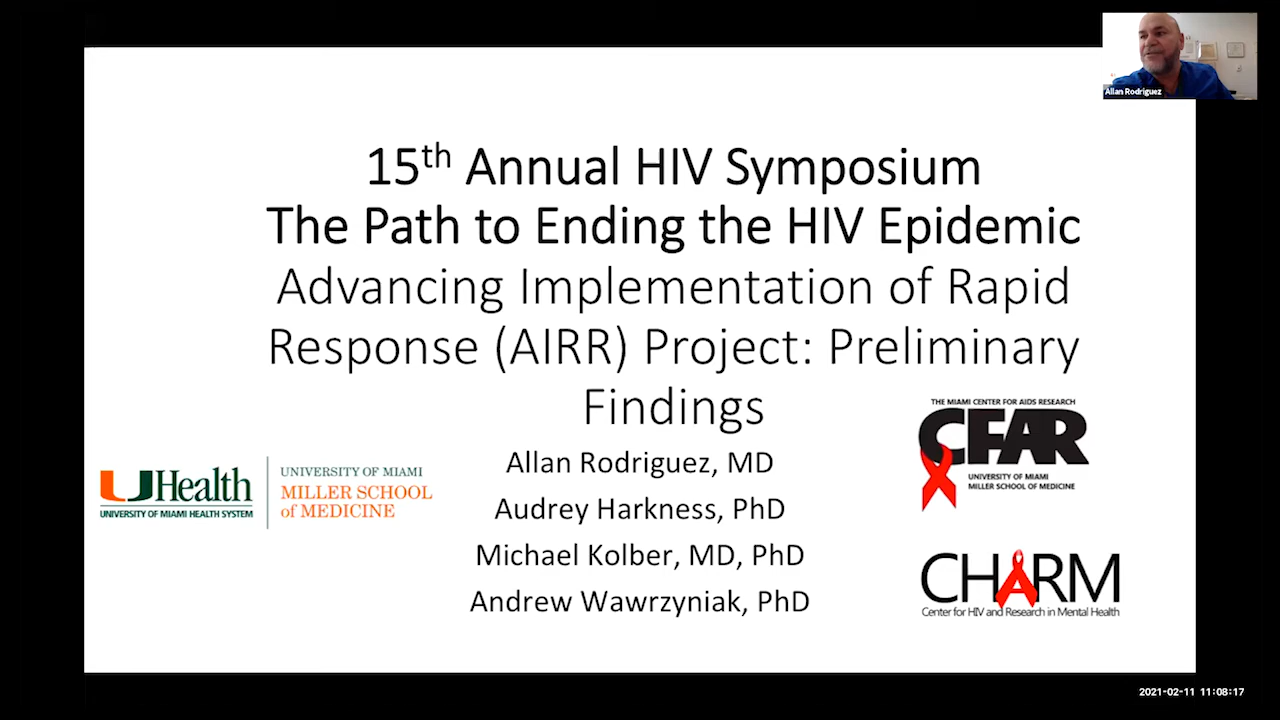 Allan Rodriguez
15th Annual HIV Symposium
The Path to Ending the HIV Epidemic
Advancing Implementation of Rapid
Response (AIRR) Project: Preliminary
Findings
Allan Rodriguez, MD
Audrey Harkness, PhD
Michael Kolber, MD, PhD
Andrew Wawrzyniak, PhD
UHealth
UNIVERSITY OF MIAMI HEALTH SYSTEM
UNIVERSITY OF MIAMI
MILLER SCHOOL
of MEDICINE
THE MIAMI CENTER FOR AIDS RESEARCH
CFAR
UNIVERSITY OF MIAMI
MILLER SCHOOL OF MEDICINE
CHARM
Center for HIV and Research in Mental Health
2021-02-11 11:08:17